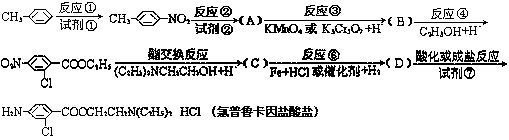 CH₃- 反应① 试剂① CH₃- -NO₂ 反应② 试剂② (A) 反应③ KMnO₄ 或 K₂Cr₂O₇+H⁺ (B) 反应④ C₂H₅OH+H⁺
O₂N- -COOC₂H₅ Cl 酯交换反应 (C₂H₅)₂NCH₂CH₂OH+H⁺ (C) 反应⑥ Fe+HCl 或催化剂+H₂ (D) 酸化或成盐反应 试剂⑦
H₂N- -COOCH₂CH₂N(C₂H₅)₂ HCl (氯普鲁卡因盐酸盐)
Cl